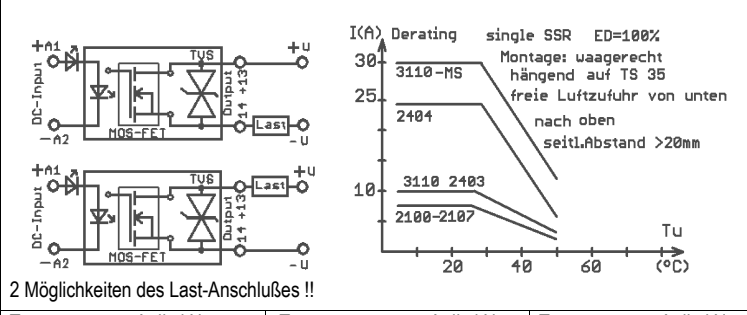 +A1
DC-Input
-A2
MOS-FET
TVS
Output
14 +13
+U
Last
-U
+A1
DC-Input
-A2
MOS-FET
TVS
Output
14 +13
+U
Last
-U
2 Möglichkeiten des Last-Anschlußes !!
I(A) Derating single SSR ED=100%
Montage: waagerecht
hängend auf TS 35
freie Luftzufuhr von unten
nach oben
seitl.Abstand >20mm
30
25
10
3110-MS
2404
3110 2403
2100-2107
Tu
20 40 60 (°C)